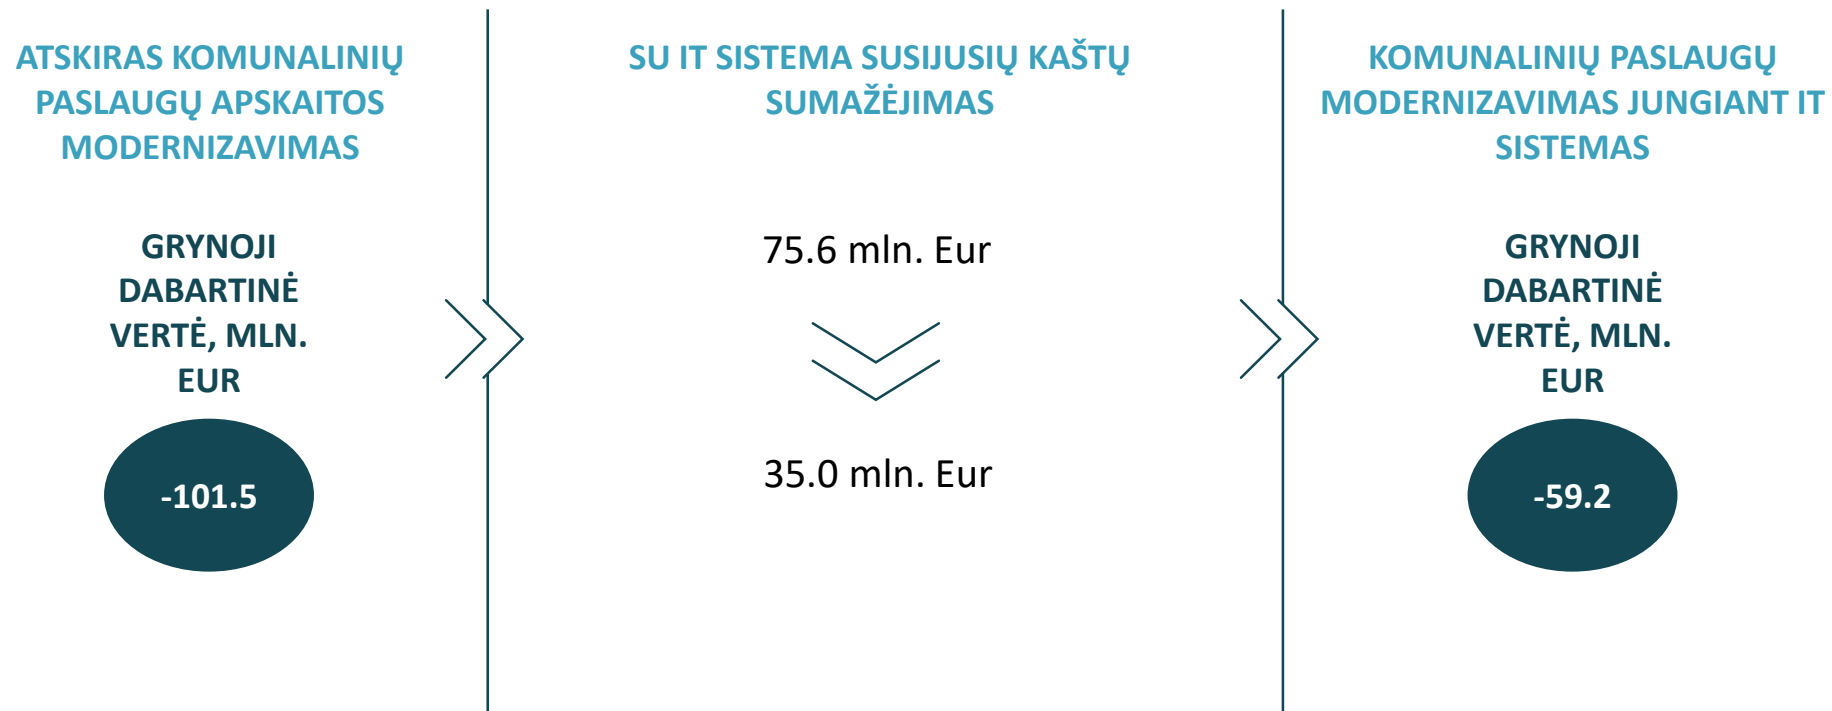 ATSKIRAS KOMUNALINIŲ
PASLAUGŲ APSKAITOS
MODERNIZAVIMAS
GRYNOJI
DABARTINĖ
VERTĖ, MLN.
EUR
-101.5
SU IT SISTEMA SUSIJUSIŲ KAŠTŲ
SUMAŽĖJIMAS
75.6 mln. Eur
35.0 mln. Eur
KOMUNALINIŲ PASLAUGŲ
MODERNIZAVIMAS JUNGIANT IT
SISTEMAS
GRYNOJI
DABARTINĖ
VERTĖ, MLN.
EUR
-59.2